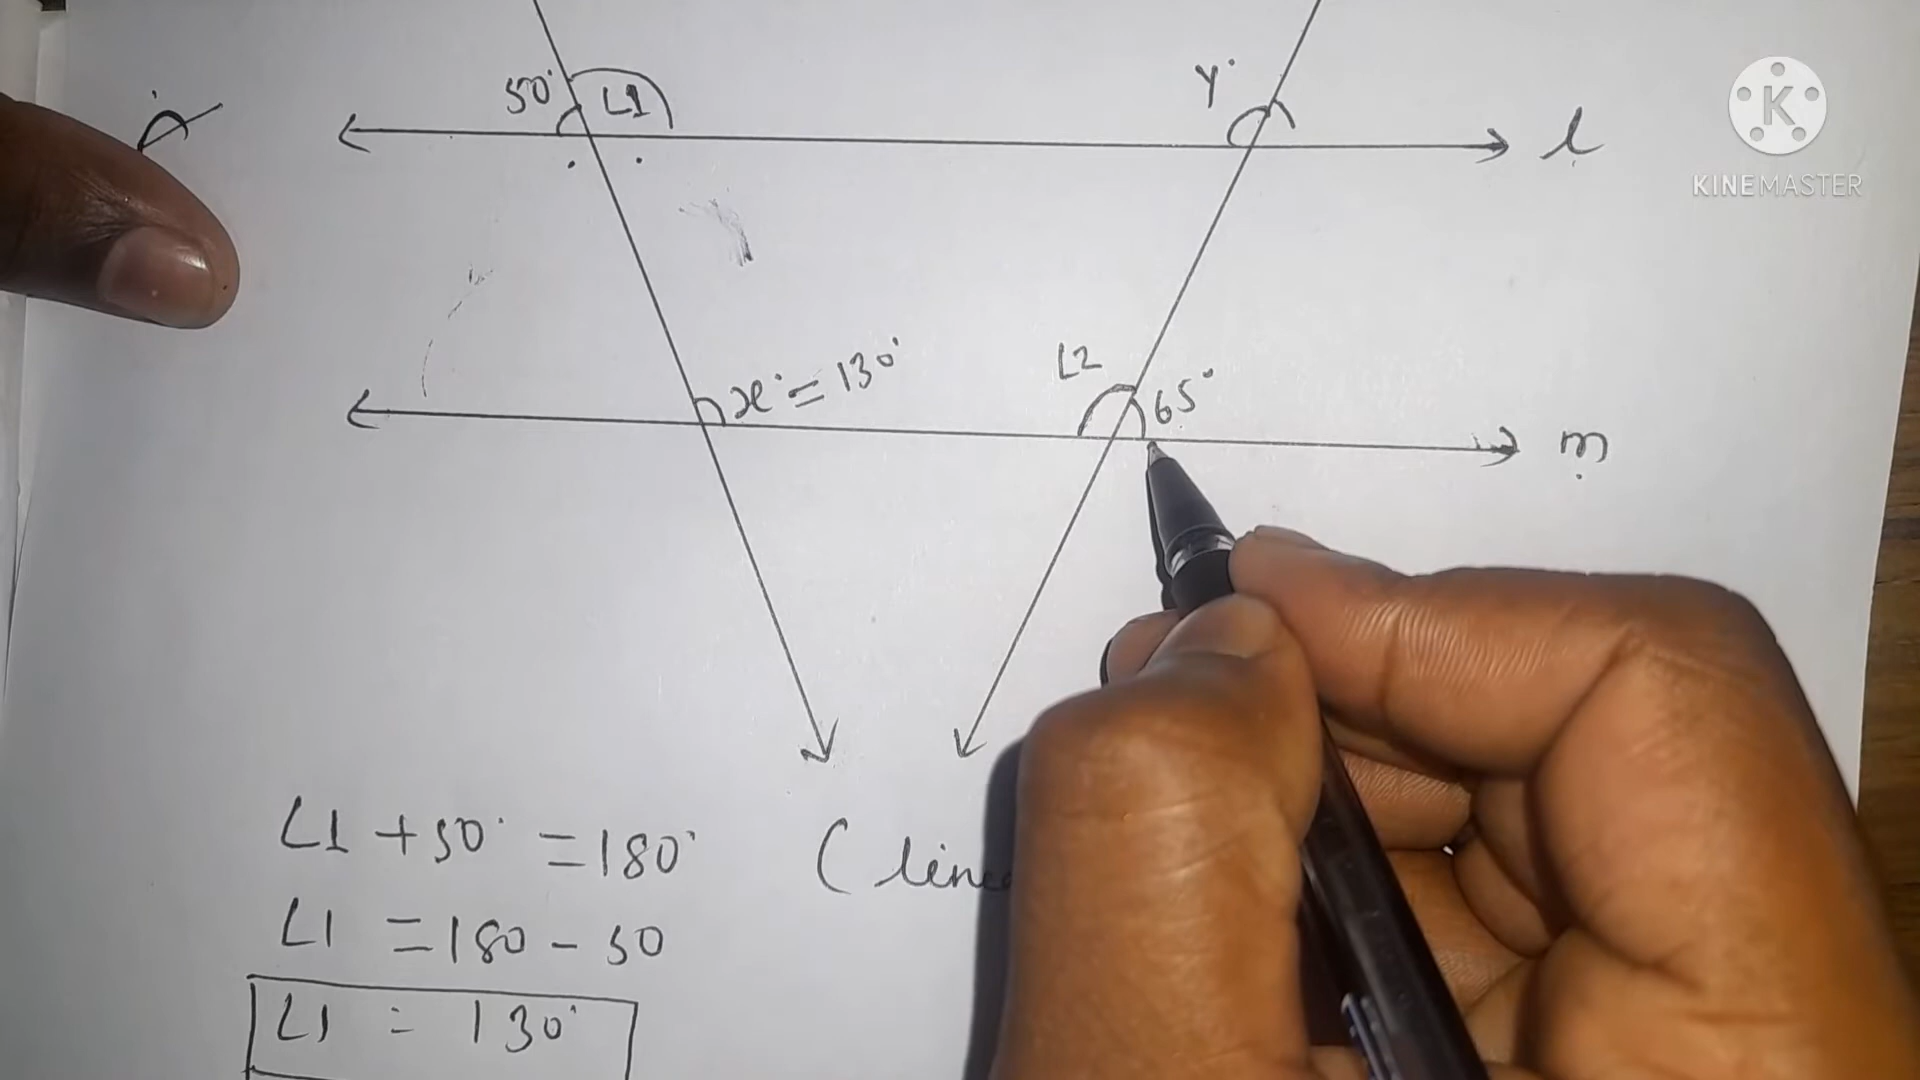 50° ∠1
y°
l
KINEMASTER
x° = 130°
∠2
65°
m
∠1 + 50° = 180° (
∠1 = 180 - 50
∠1 = 130°